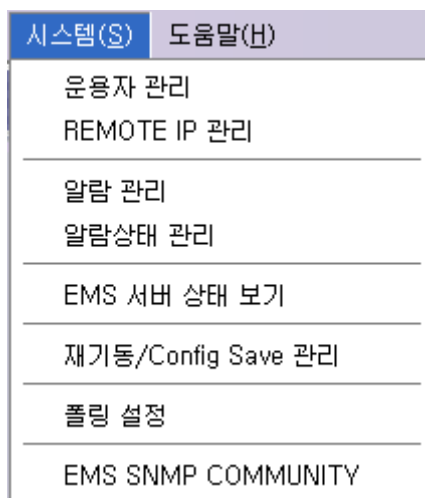 시스템(S) 도움말(H)
운용자 관리
REMOTE IP 관리
알람 관리
알람상태 관리
EMS 서버 상태 보기
재기동/Config Save 관리
폴링 설정
EMS SNMP COMMUNITY